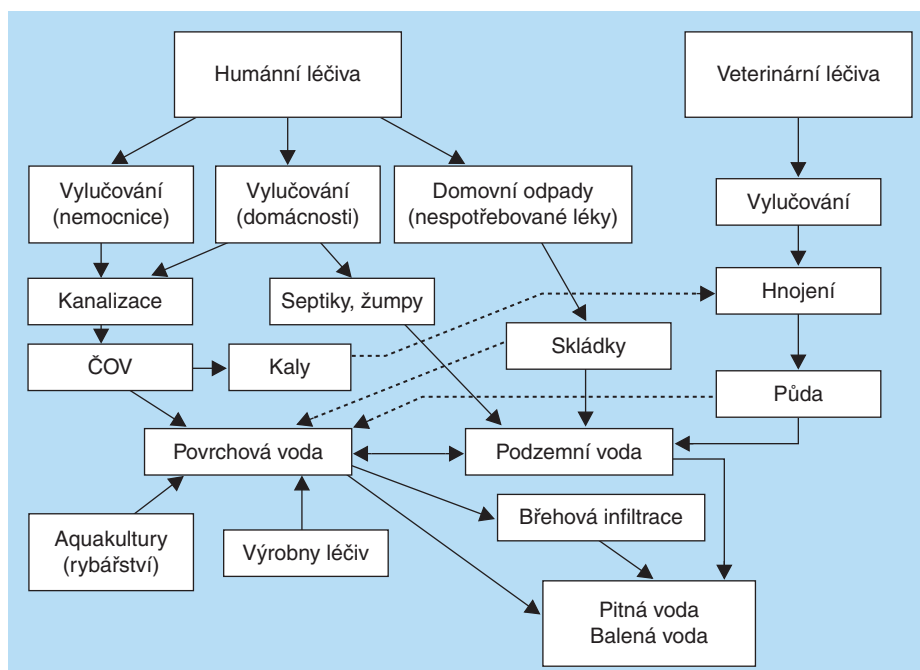 Humánní léčiva
Veterinární léčiva
Vylučování
(nemocnice)
Vylučování
(domácnosti)
Domovní odpady
(nespotřebované léky)
Vylučování
Kanalizace
Septiky, žumpy
Hnojení
ČOV
Kaly
Skládky
Půda
Povrchová voda
Podzemní voda
Břehová infiltrace
Aquakultury
(rybářství)
Výrobny léčiv
Pitná voda
Balená voda